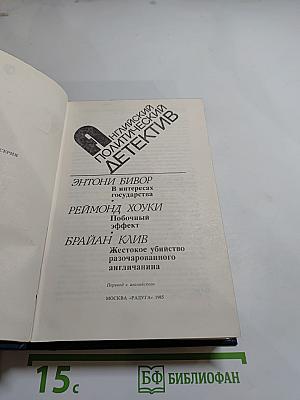 СЕРИЯ
АНГЛИЙСКИЙ
ПОЛИТИЧЕСКИЙ
ДЕТЕКТИВ
ЭНТОНИ БИВОР
В интересах
государства
РЕЙМОНД ХОУКИ
Побочный
эффект
БРАЙАН КЛИВ
Жестокое убийство
разочарованного
англичанина
Перевод с английского
МОСКВА «РАДУГА» 1985
15с
БФ БИБЛИОФАН